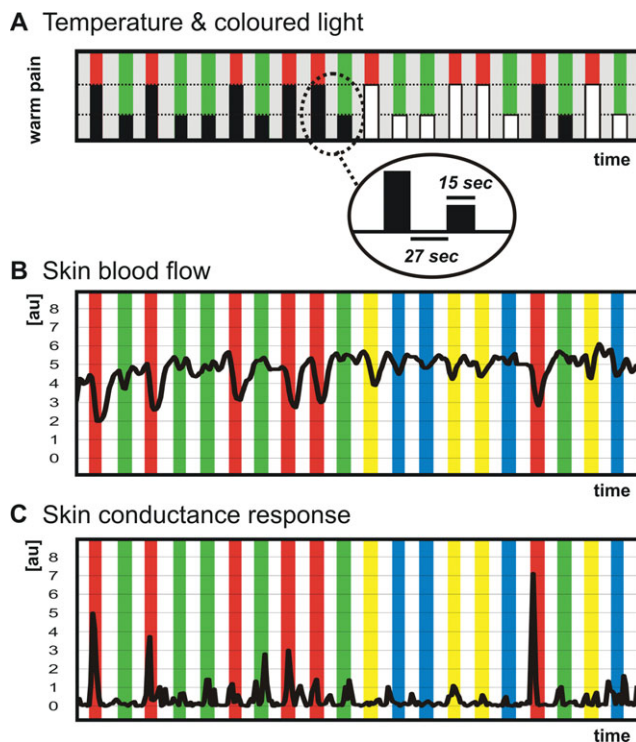 A Temperature & coloured light
warm pain
time
15 sec
27 sec
B Skin blood flow
[au]
8
7
6
5
4
3
2
1
0
time
C Skin conductance response
[au]
8
7
6
5
4
3
2
1
0
time